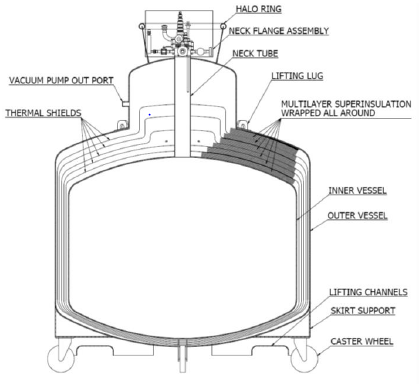 HALO RING
NECK FLANGE ASSEMBLY
NECK TUBE
VACUUM PUMP OUT PORT
LIFTING LUG
THERMAL SHIELDS
MULTILAYER SUPERINSULATION
WRAPPED ALL AROUND
INNER VESSEL
OUTER VESSEL
LIFTING CHANNELS
SKIRT SUPPORT
CASTER WHEEL